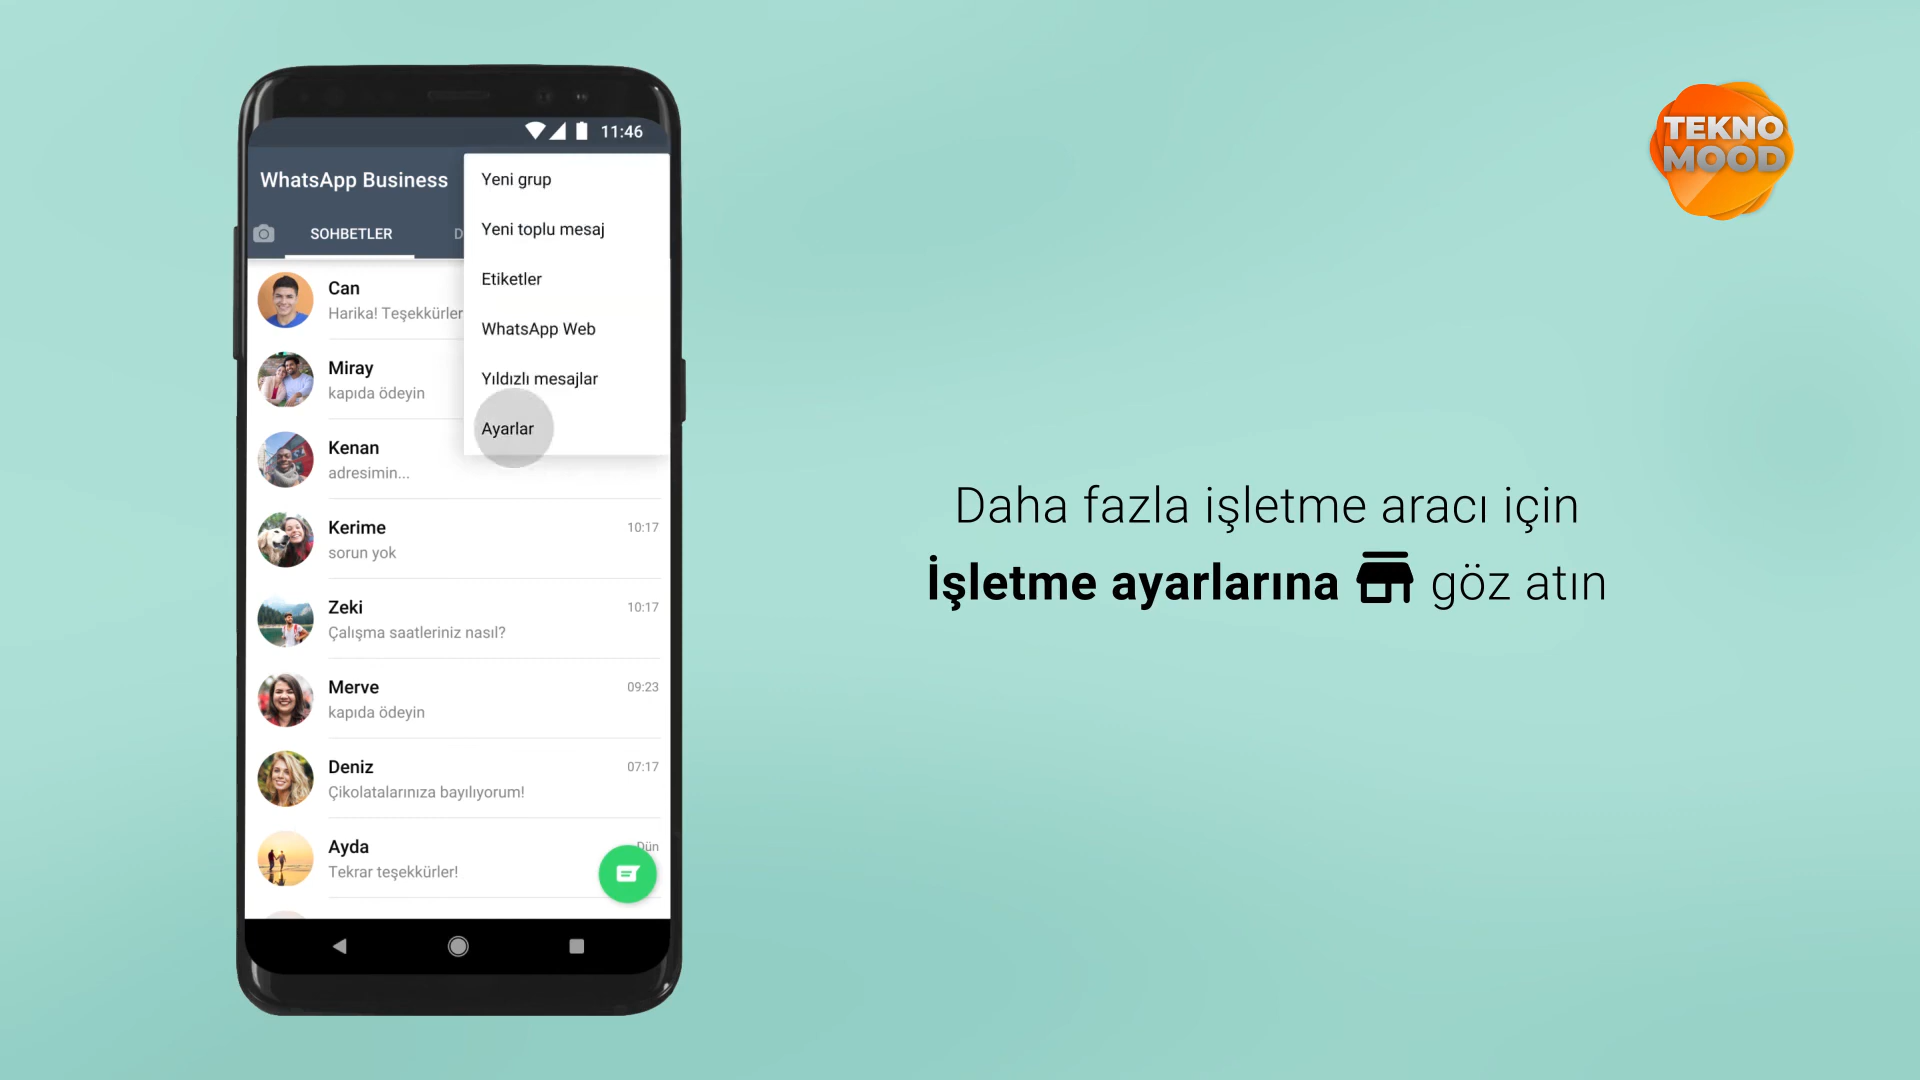 11:46
WhatsApp Business
SOHBETLER
D
Yeni grup
Yeni toplu mesaj
Etiketler
WhatsApp Web
Yıldızlı mesajlar
Ayarlar
Can
Harika! Teşekkürler
Miray
kapıda ödeyin
Kenan
adresimin...
Kerime 10:17
sorun yok
Zeki 10:17
Çalışma saatleriniz nasıl?
Merve 09:23
kapıda ödeyin
Deniz 07:17
Çikolatalarınıza bayılıyorum!
Ayda Dün
Tekrar teşekkürler!
TEKNO
MOOD
Daha fazla işletme aracı için
İşletme ayarlarına göz atın